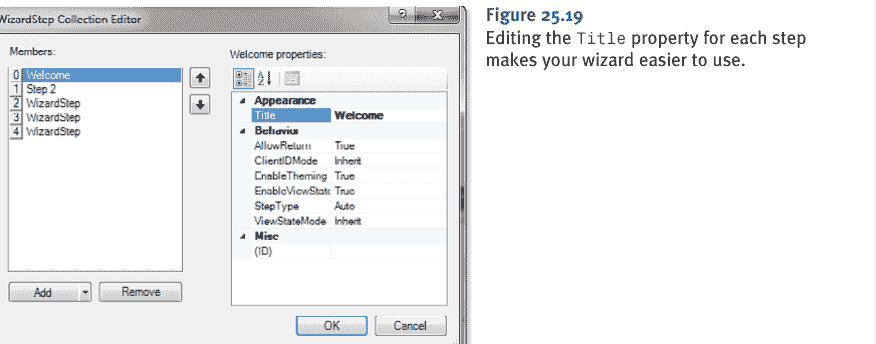 WizardStep Collection Editor
Members:
0 Welcome
1 Step 2
2 WizardStep
3 WizardStep
4 WizardStep
Add
Remove
Welcome properties:
Appearance
Title Welcome
Behavior
AllowReturn True
ClientIDMode Inherit
EnableTheming True
EnableViewState True
StepType Auto
ViewStateMode Inherit
Misc
(ID)
OK
Cancel
Figure 25.19
Editing the Title property for each step
makes your wizard easier to use.